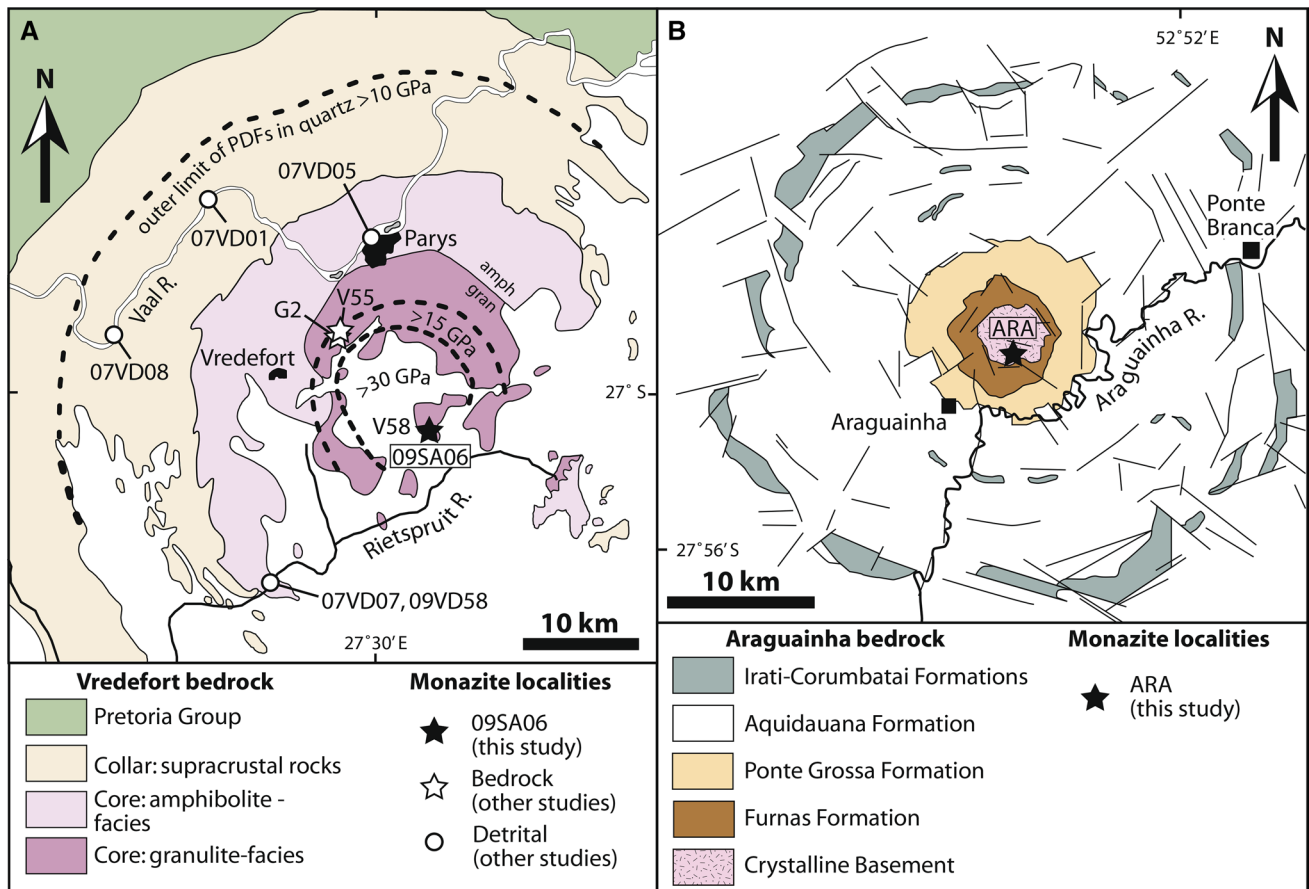 A
N
outer limit of PDFs in quartz >10 GPa
07VD05
07VD01
Parys
Vaal R.
amph
gran
V55
G2
>15 GPa
Vredefort
07VD08
>30 GPa
27° S
V58
09SA06
Rietspruit R.
07VD07, 09VD58
27˚30′ E
10 km
Vredefort bedrock
Pretoria Group
Collar: supracrustal rocks
Core: amphibolite -
facies
Core: granulite-facies
Monazite localities
09SA06
(this study)
Bedrock
(other studies)
Detrital
(other studies)
B
52˚52′ E
N
Ponte
Branca
ARA
Araguainha R.
Araguainha
27˚56′ S
10 km
Araguainha bedrock
Irati-Corumbatai Formations
Aquidauana Formation
Ponte Grossa Formation
Furnas Formation
Crystalline Basement
Monazite localities
ARA
(this study)